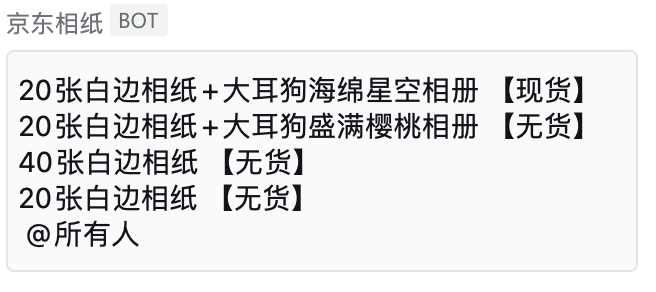 京东相纸 BOT
20张白边相纸+大耳狗海绵星空相册 【现货】
20张白边相纸+大耳狗盛满樱桃相册 【无货】
40张白边相纸 【无货】
20张白边相纸 【无货】
@所有人